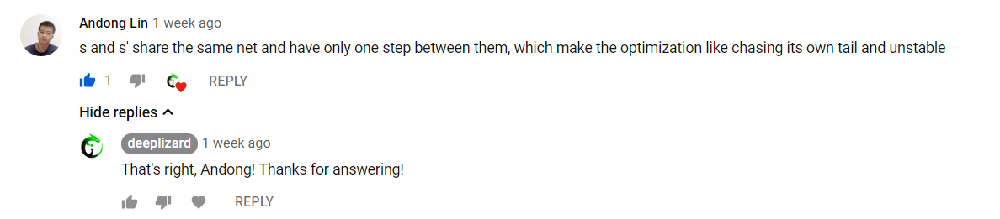 Andong Lin 1 week ago
s and s' share the same net and have only one step between them, which make the optimization like chasing its own tail and unstable
1 REPLY
Hide replies
deeplizard 1 week ago
That's right, Andong! Thanks for answering!
REPLY